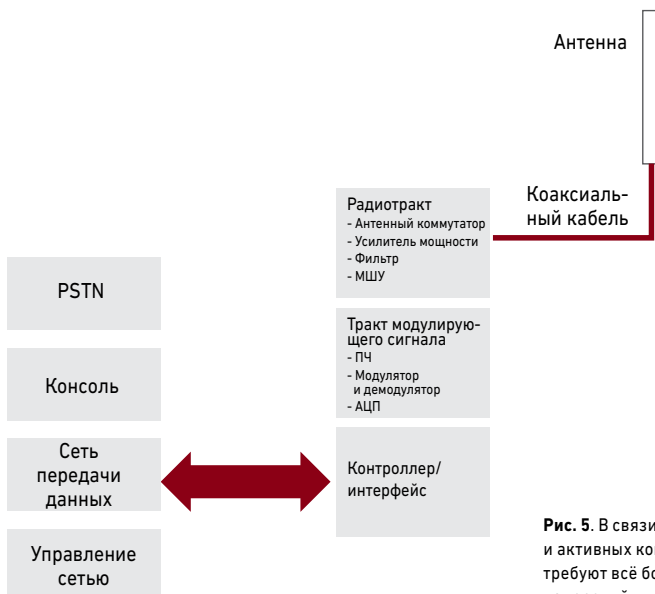 Антенна
Коаксиаль-
ный кабель
Радиотракт
- Антенный коммутатор
- Усилитель мощности
- Фильтр
- МШУ
Тракт модулирую-
щего сигнала
- ПЧ
- Модулятор
и демодулятор
- АЦП
Контроллер/
интерфейс
PSTN
Консоль
Сеть
передачи
данных
Управление
сетью
Рис. 5. В связи
и активных ко
требуют всё бо